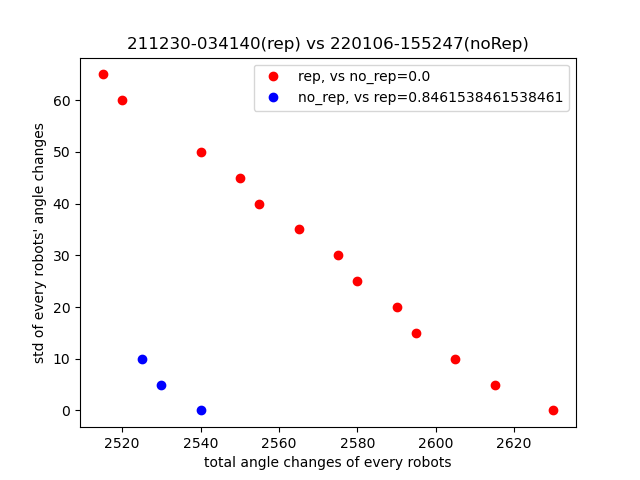 211230-034140(rep) vs 220106-155247(noRep)
rep, vs no_rep=0.0
no_rep, vs rep=0.8461538461538461
std of every robots' angle changes
60
50
40
30
20
10
0
2520 2540 2560 2580 2600 2620
total angle changes of every robots